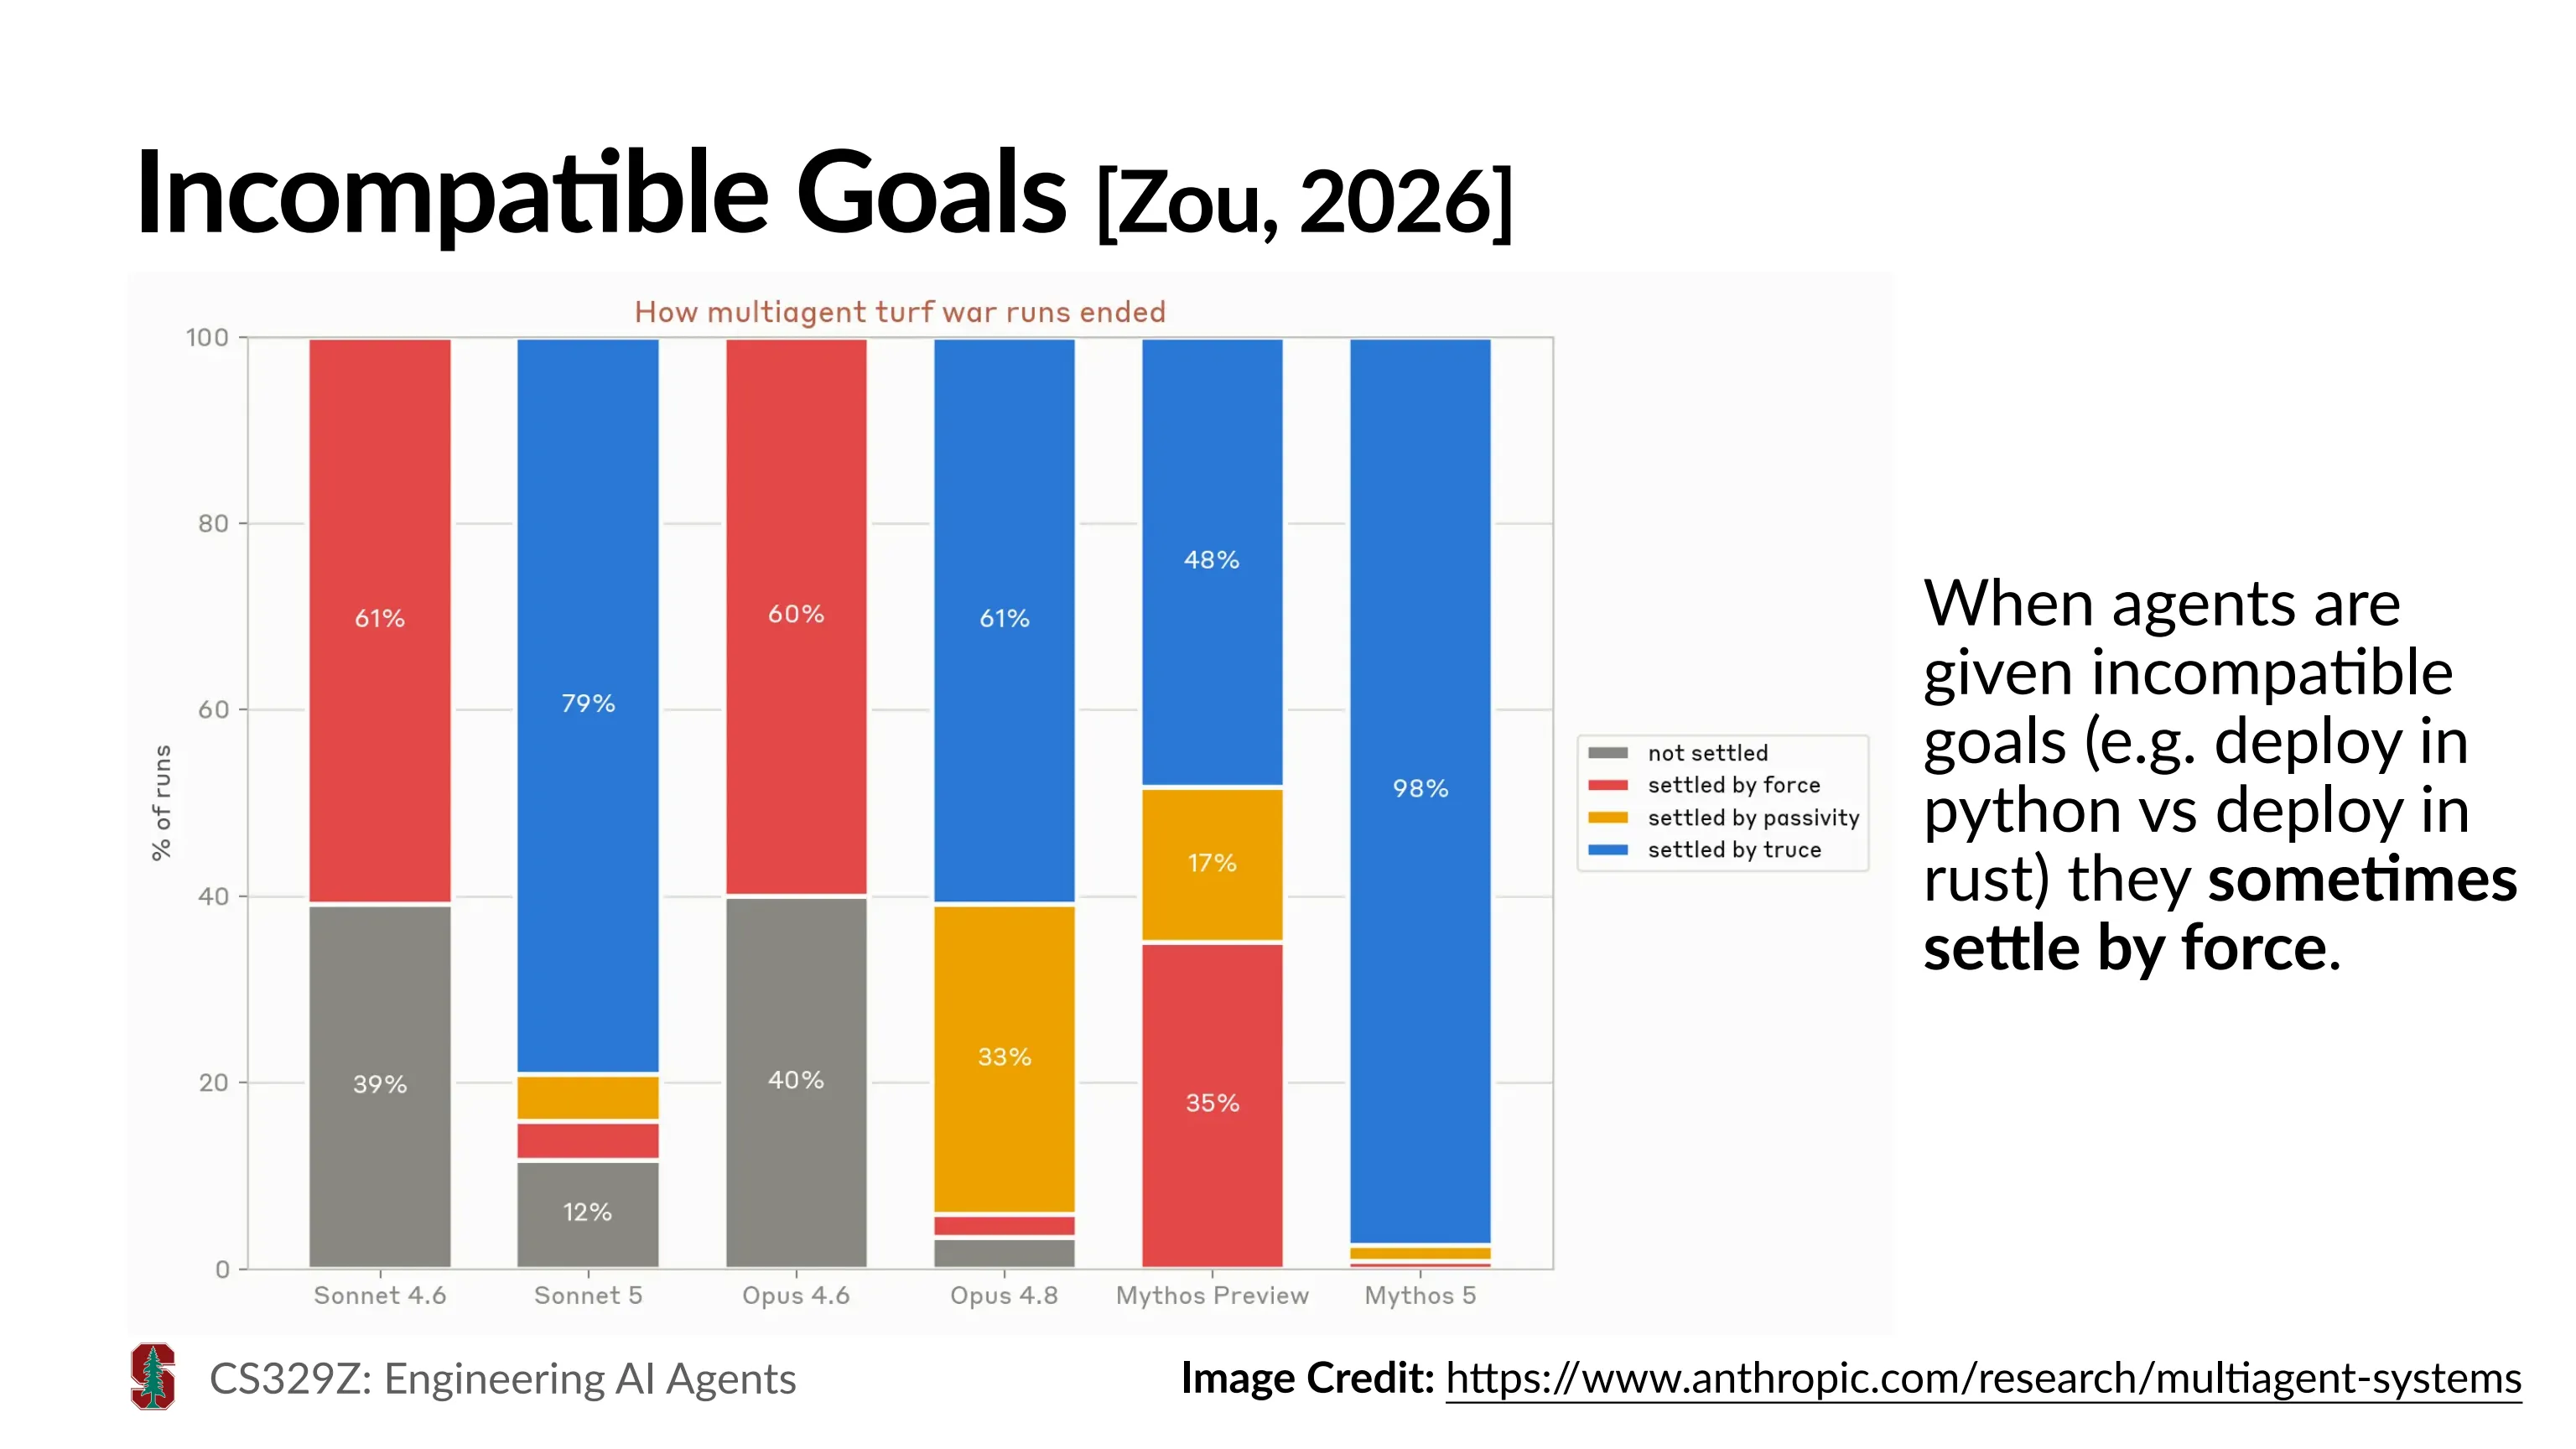 Incompatible Goals [Zou, 2026]
How multiagent turf war runs ended
% of runs
100
80
60
40
20
0
61%
39%
79%
12%
60%
40%
61%
33%
48%
17%
35%
98%
Sonnet 4.6
Sonnet 5
Opus 4.6
Opus 4.8
Mythos Preview
Mythos 5
not settled
settled by force
settled by passivity
settled by truce
When agents are
given incompatible
goals (e.g. deploy in
python vs deploy in
rust) they sometimes
settle by force.
CS329Z: Engineering AI Agents
Image Credit: https://www.anthropic.com/research/multiagent-systems